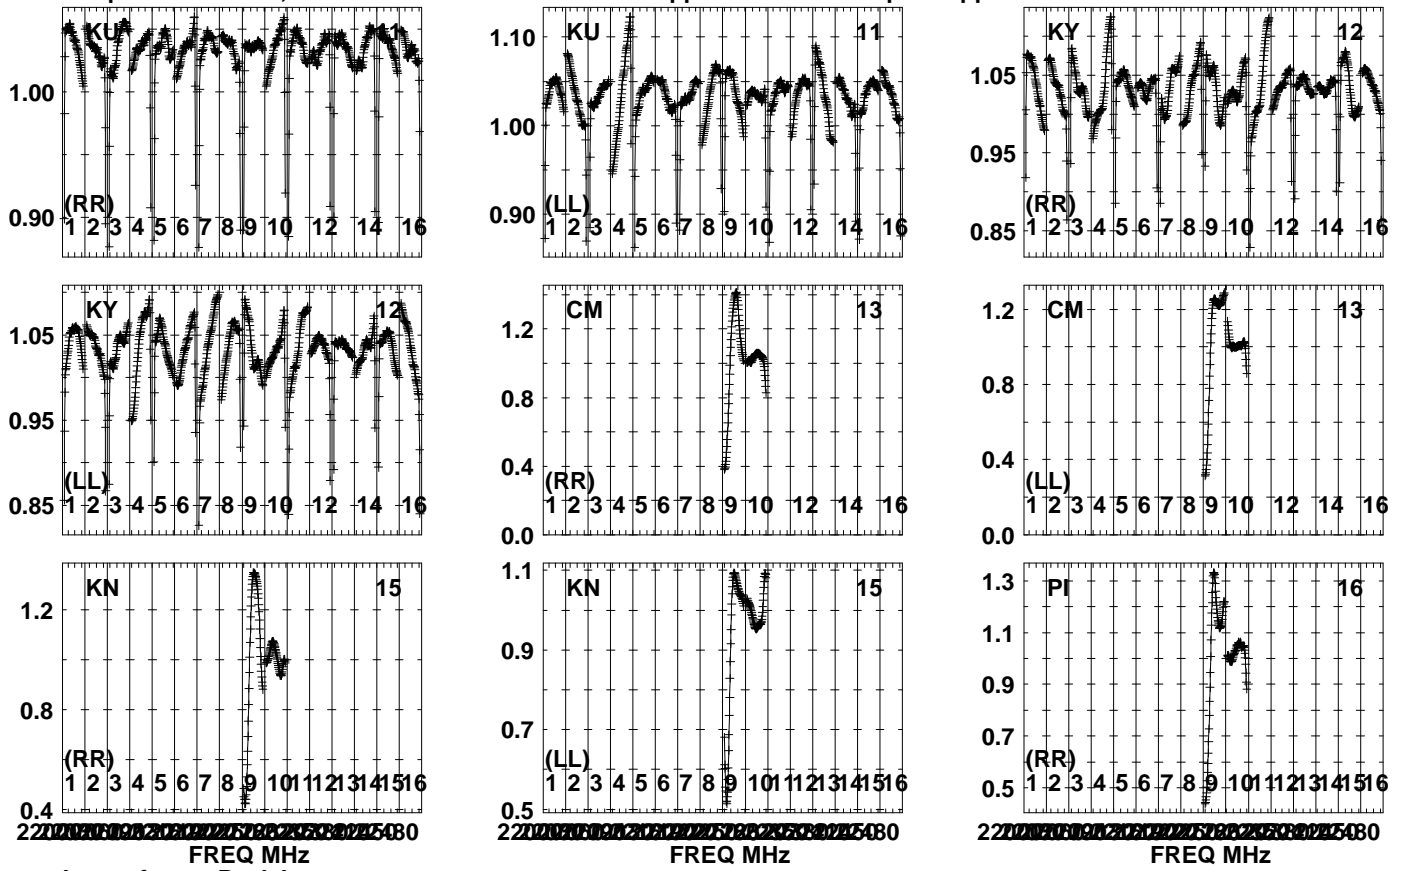 KU 11
1.00
0.90
(RR)
1 2 3 4 5 6 7 8 9 10 12 14 16
KU 11
1.10
1.00
0.90
(LL)
1 2 3 4 5 6 7 8 9 10 12 14 16
KY 12
1.05
0.95
0.85
(RR)
1 2 3 4 5 6 7 8 9 10 12 14 16
KY 12
1.05
0.95
0.85
(LL)
1 2 3 4 5 6 7 8 9 10 12 14 16
CM 13
1.2
0.8
0.4
0.0
(RR)
1 2 3 4 5 6 7 8 9 10 12 14 16
CM 13
1.2
0.8
0.4
0.0
(LL)
1 2 3 4 5 6 7 8 9 10 12 14 16
KN 15
1.2
0.8
0.4
(RR)
1 2 3 4 5 6 7 8 9 10 11 12 13 14 15 16
FREQ MHz
KN 15
1.1
0.9
0.7
0.5
(LL)
1 2 3 4 5 6 7 8 9 10 11 12 13 14 15 16
PI 16
1.3
1.1
0.9
0.7
0.5
(RR)
1 2 3 4 5 6 7 8 9 10 11 12 13 14 15 16
FREQ MHz